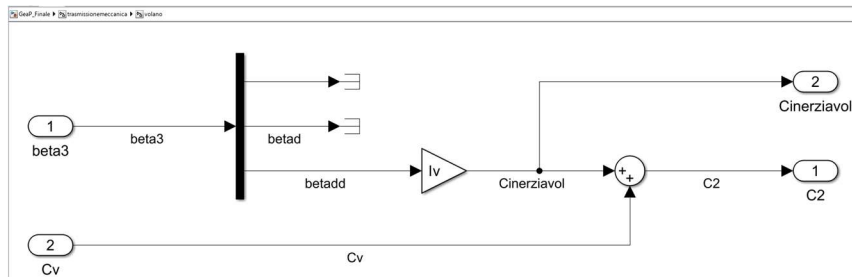 GeaP_Finale ▶ trasmissionemeccanica ▶ volano
2
Cinerziavol
1
beta3
beta3
betad
betadd
Iv
Cinerziavol
+
+
C2
1
C2
2
Cv
Cv